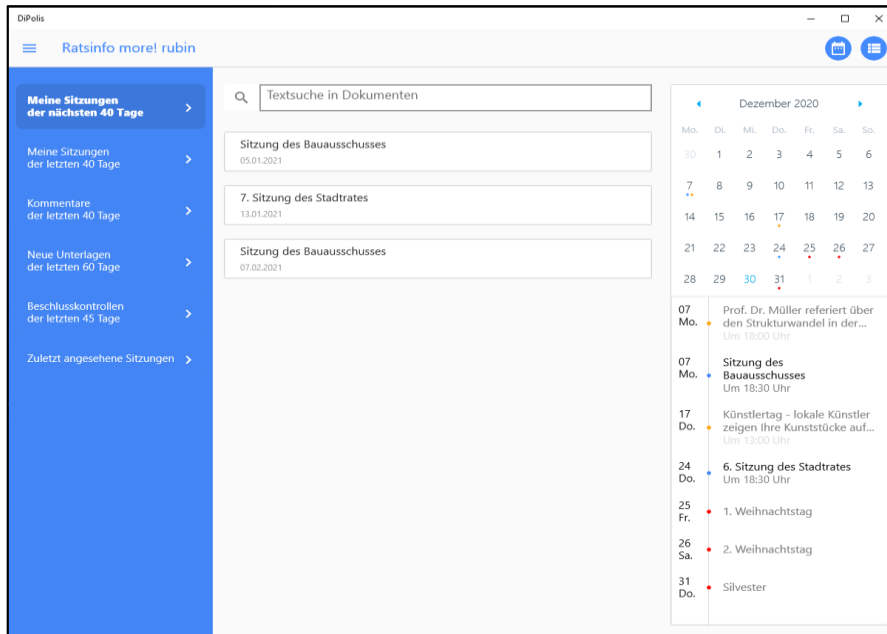 DiPolis
Ratsinfo more! rubin
Meine Sitzungen
der nächsten 40 Tage
Meine Sitzungen
der letzten 40 Tage
Kommentare
der letzten 40 Tage
Neue Unterlagen
der letzten 60 Tage
Beschlusskontrollen
der letzten 45 Tage
Zuletzt angesehene Sitzungen
Textsuche in Dokumenten
Sitzung des Bauausschusses
05.01.2021
7. Sitzung des Stadtrates
13.01.2021
Sitzung des Bauausschusses
07.02.2021
Dezember 2020
Mo. Di. Mi. Do. Fr. Sa. So.
30 1 2 3 4 5 6
7 8 9 10 11 12 13
14 15 16 17 18 19 20
21 22 23 24 25 26 27
28 29 30 31 1 2 3
07 Prof. Dr. Müller referiert über
Mo. den Strukturwandel in der...
Um 18:00 Uhr
07 Sitzung des
Mo. Bauausschusses
Um 18:30 Uhr
17 Künstlertag - lokale Künstler
Do. zeigen Ihre Kunststücke auf...
Um 13:00 Uhr
24 6. Sitzung des Stadtrates
Do. Um 18:30 Uhr
25
Fr. 1. Weihnachtstag
26
Sa. 2. Weihnachtstag
31
Do. Silvester